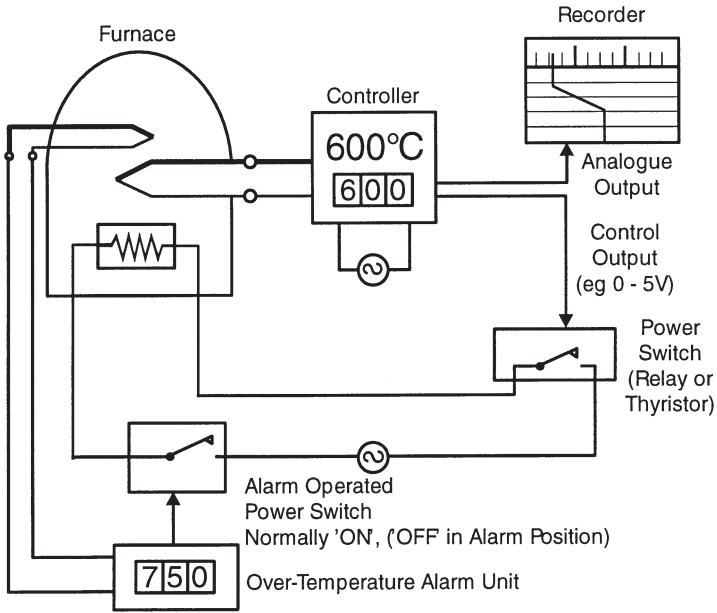 Recorder
Furnace
Controller
600°C
600
Analogue
Output
Control
Output
(eg 0 - 5V)
Power
Switch
(Relay or
Thyristor)
Alarm Operated
Power Switch
Normally 'ON', ('OFF' in Alarm Position)
750
Over-Temperature Alarm Unit